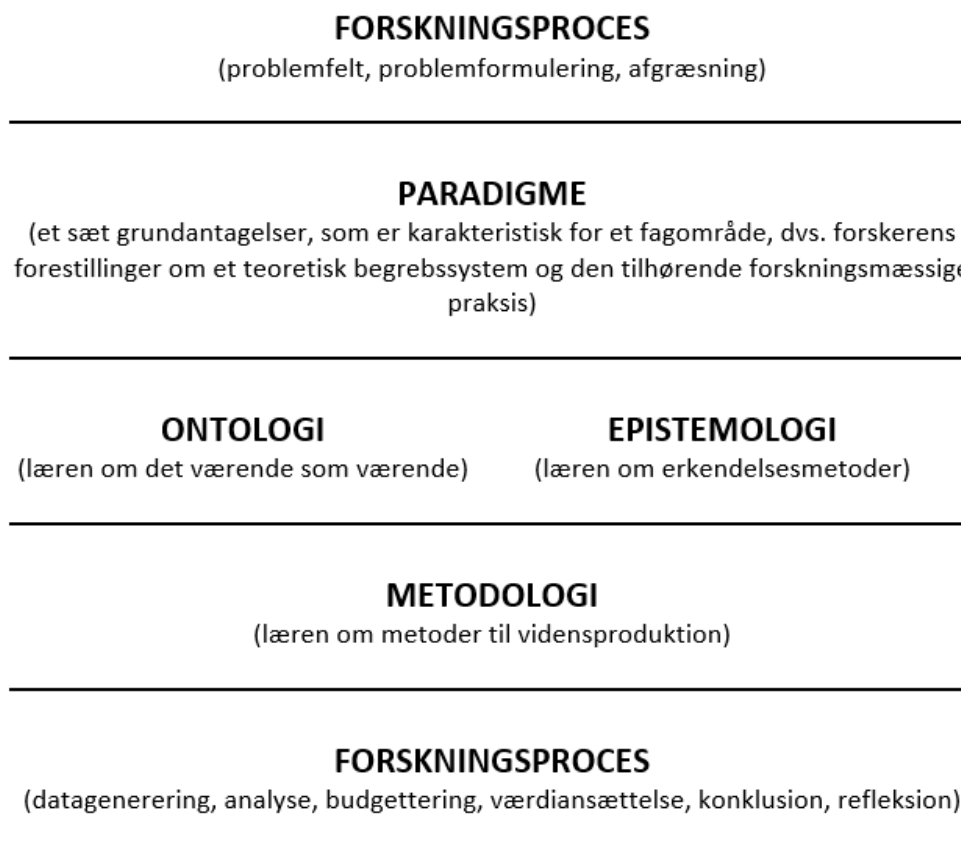 FORSKNINGSPROCES
(problemfelt, problemformulering, afgræsning)
PARADIGME
(et sæt grundantagelser, som er karakteristisk for et fagområde, dvs. forskerens
forestillinger om et teoretisk begrebssystem og den tilhørende forskningsmæssige
praksis)
ONTOLOGI
(læren om det værende som værende)
EPISTEMOLOGI
(læren om erkendelsesmetoder)
METODOLOGI
(læren om metoder til vidensproduktion)
FORSKNINGSPROCES
(datagenerering, analyse, budgettering, værdiansættelse, konklusion, refleksion)